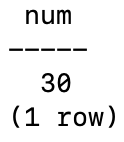 num
-----
30
(1 row)